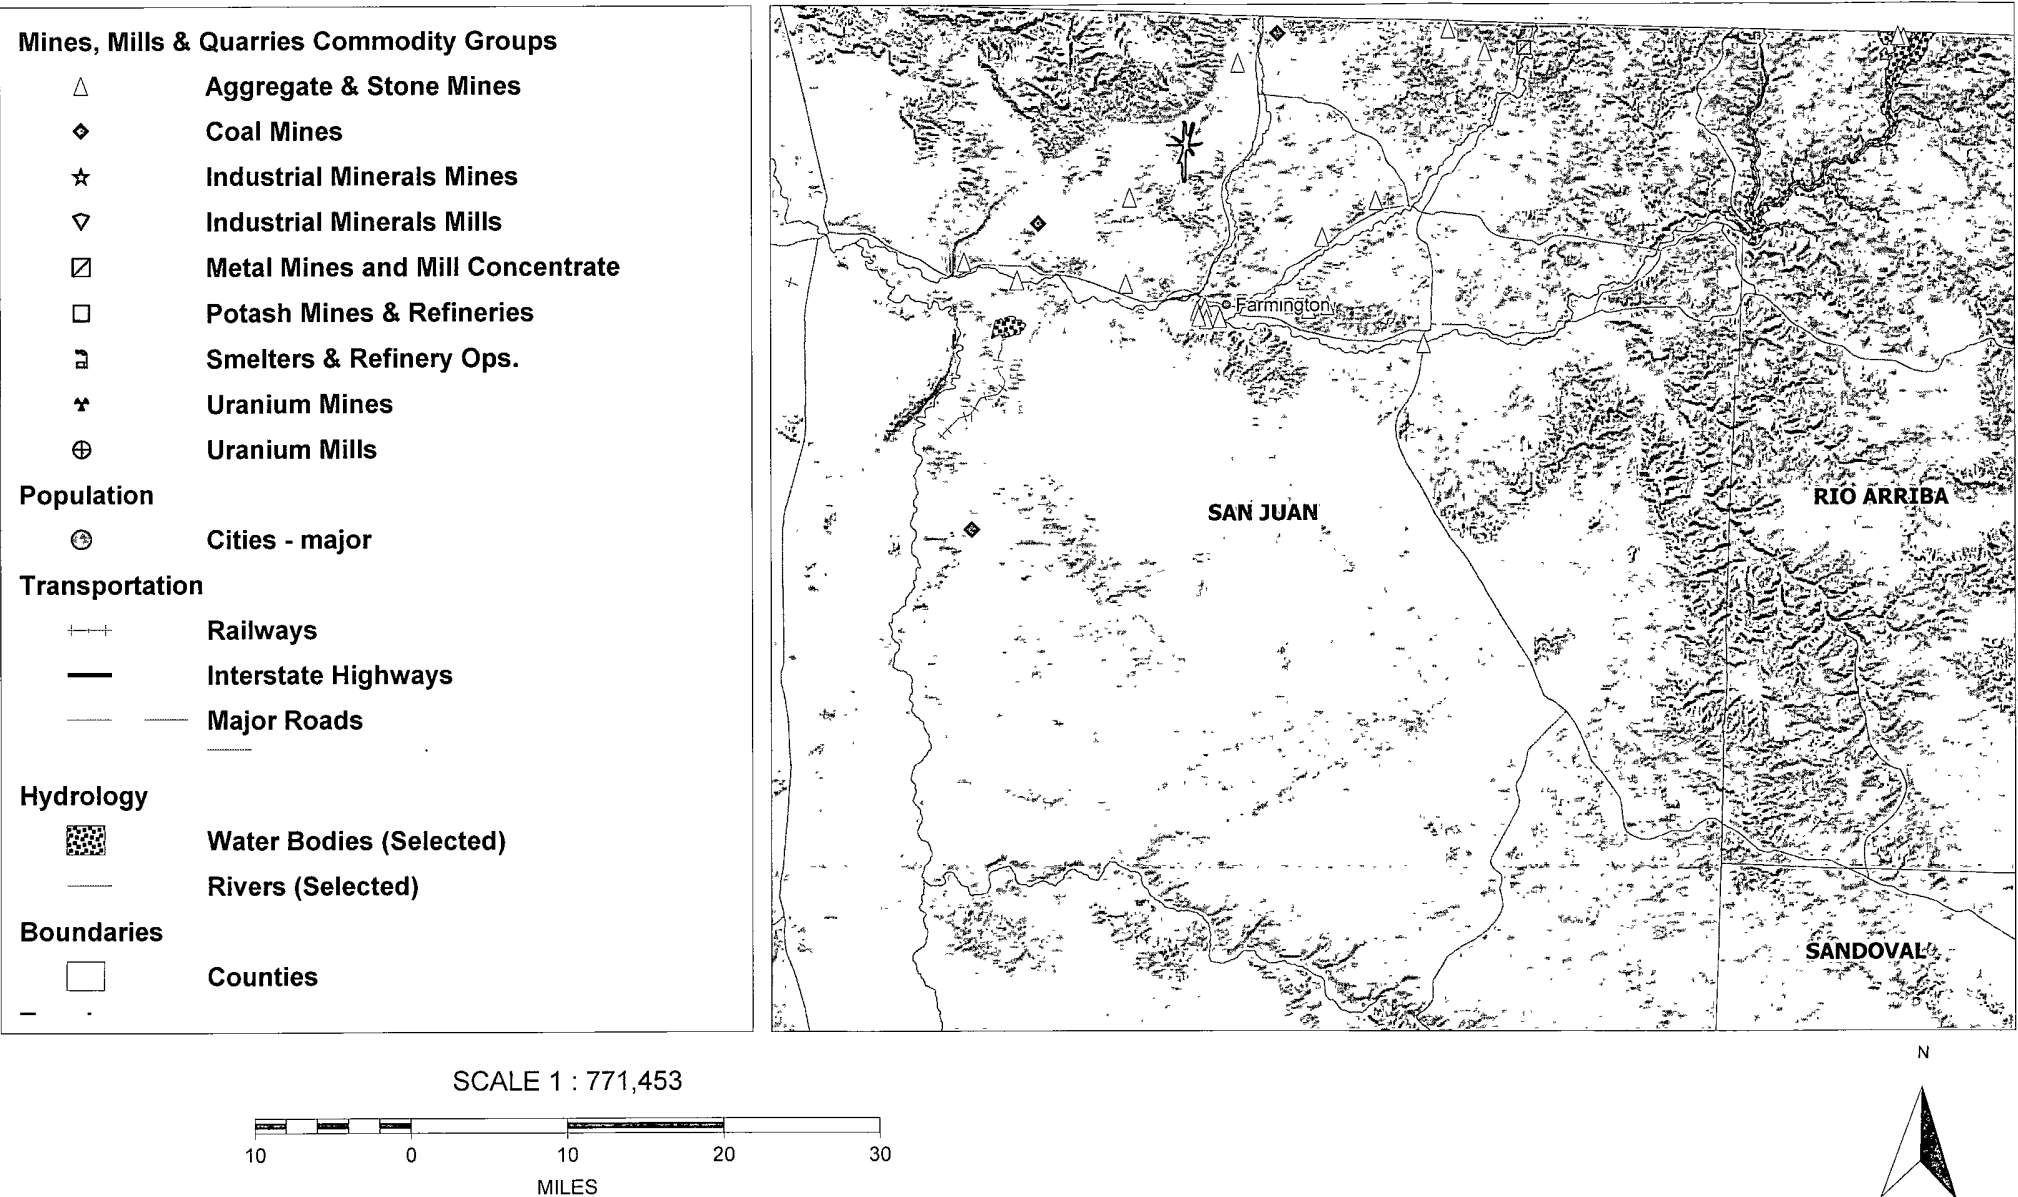 Mines, Mills & Quarries Commodity Groups
Aggregate & Stone Mines
Coal Mines
Industrial Minerals Mines
Industrial Minerals Mills
Metal Mines and Mill Concentrate
Potash Mines & Refineries
Smelters & Refinery Ops.
Uranium Mines
Uranium Mills
Population
Cities - major
Transportation
Railways
Interstate Highways
Major Roads
Hydrology
Water Bodies (Selected)
Rivers (Selected)
Boundaries
Counties
Farmington
SAN JUAN
RIO ARRIBA
SANDOVAL
SCALE 1 : 771,453
10 0 10 20 30
MILES
N